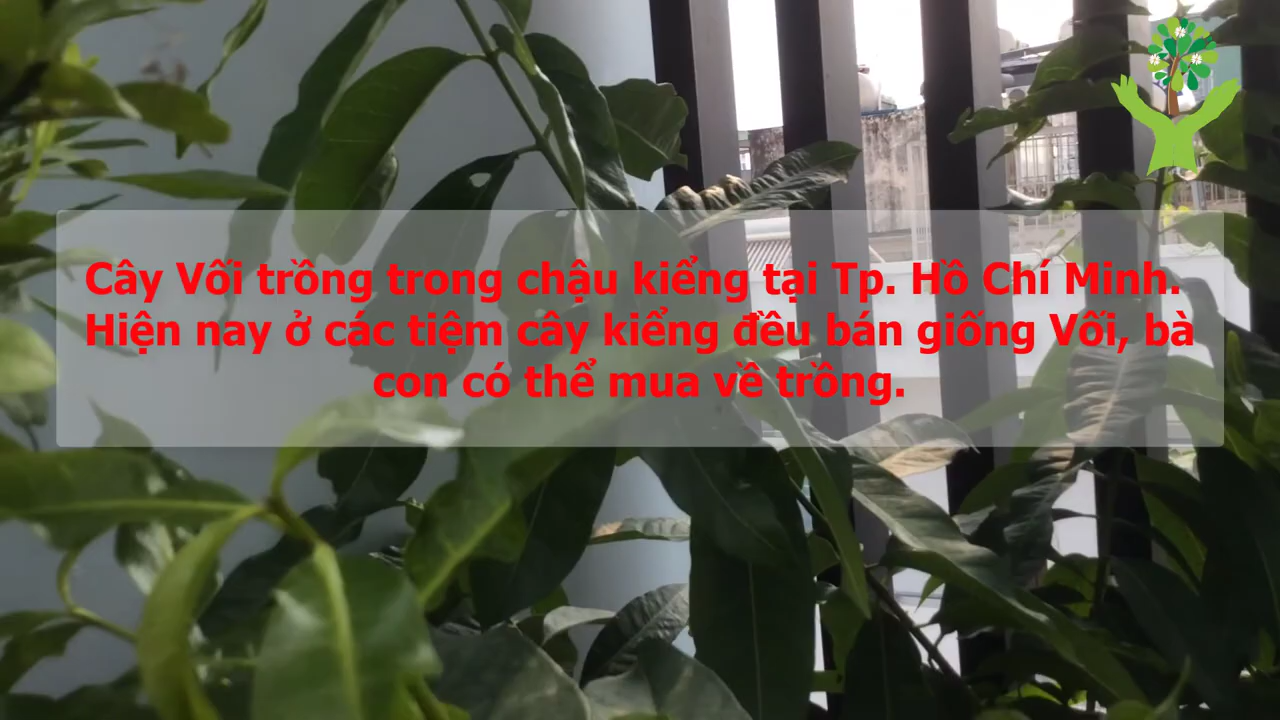 Cây Vối trồng trong chậu kiểng tại Tp. Hồ Chí Minh.
Hiện nay ở các tiệm cây kiểng đều bán giống Vối, bà
con có thể mua về trồng.